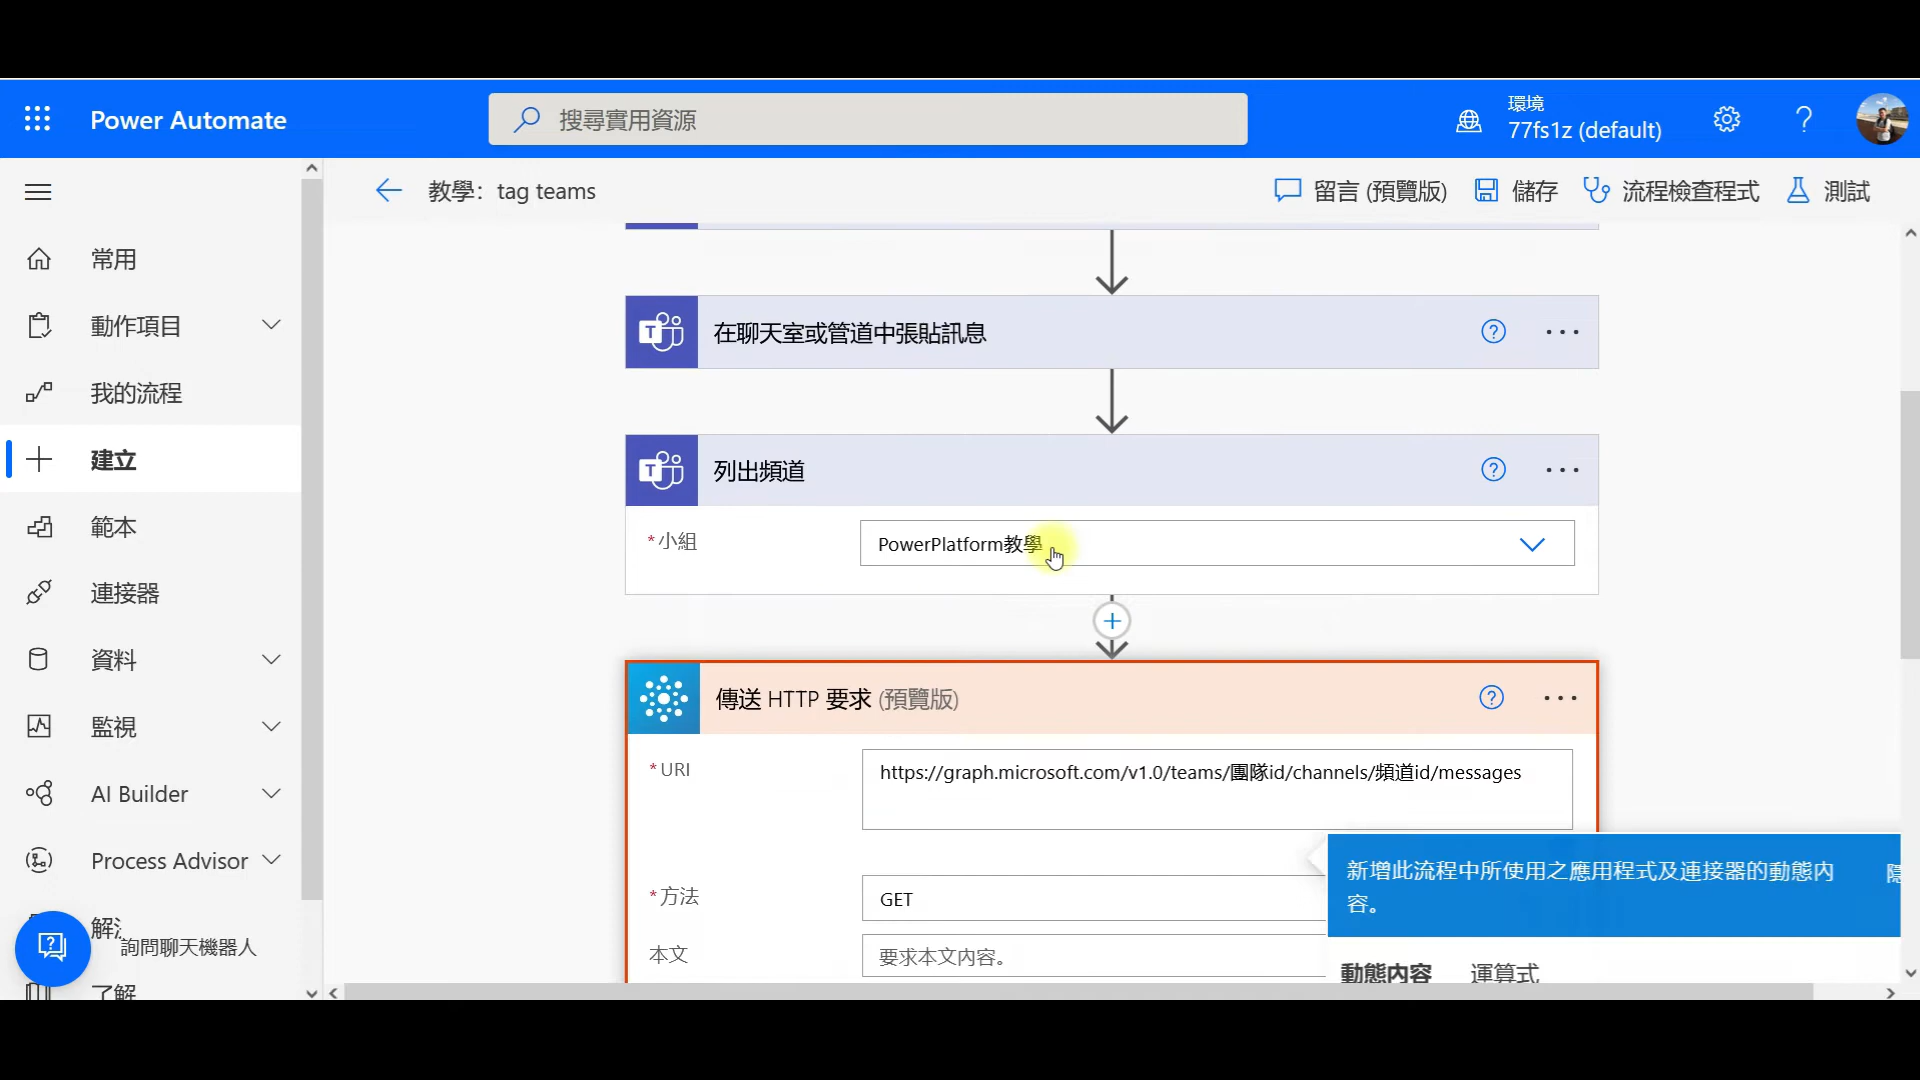 Power Automate
搜尋實用資源
環境
77fs1z (default)
教學：tag teams
留言 (預覽版)
儲存
流程檢查程式
測試
常用
動作項目
我的流程
建立
範本
連接器
資料
監視
AI Builder
Process Advisor
詢問聊天機器人
了解
在聊天室或管道中張貼訊息
列出頻道
*小組
PowerPlatform教學
傳送 HTTP 要求 (預覽版)
*URI
https://graph.microsoft.com/v1.0/teams/團隊id/channels/頻道id/messages
*方法
GET
本文
要求本文內容。
新增此流程中所使用之應用程式及連接器的動態內
容。
動態內容
運算式